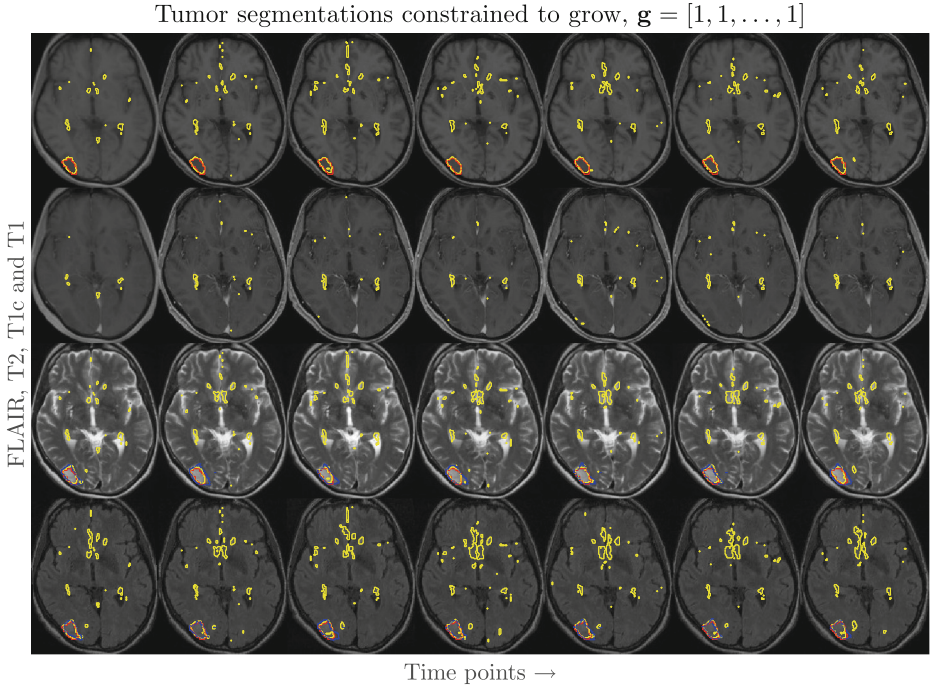 Tumor segmentations constrained to grow, g = [1, 1, . . . , 1]
FLAIR, T2, T1c and T1
Time points →